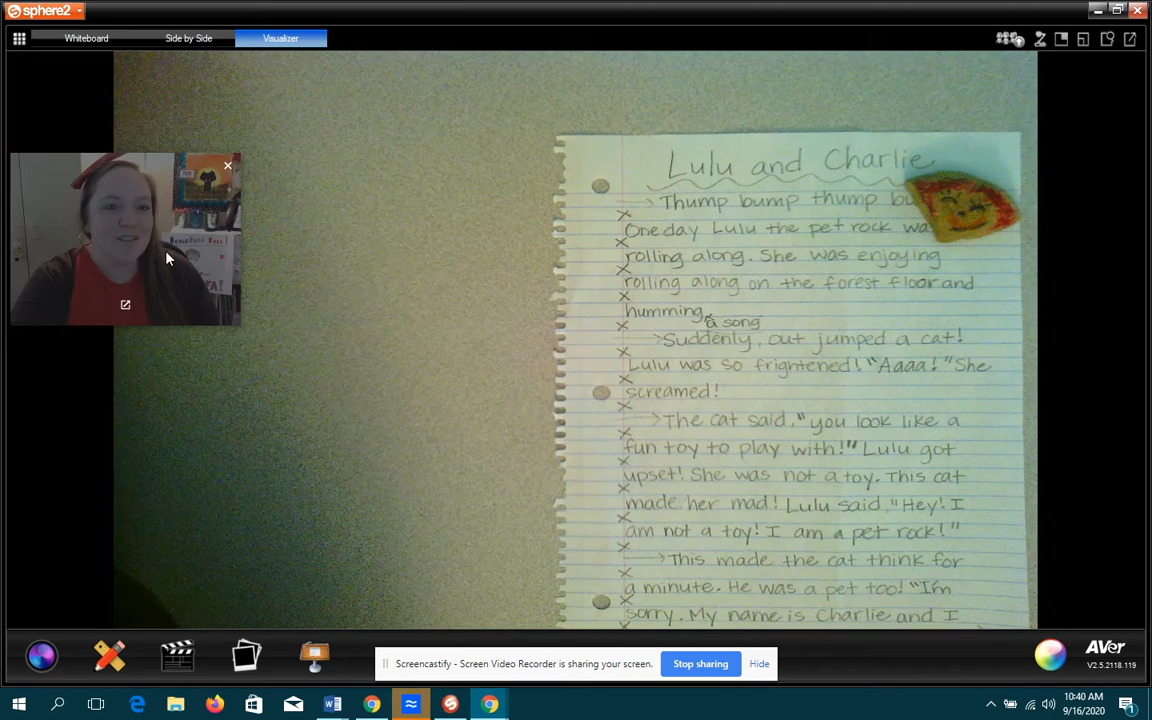 sphere2
Whiteboard
Side by Side
Visualizer
Lulu and Charlie
Thump bump thump
One day Lulu the pet rock
rolling along. She was enjoying
rolling along on the forest floor and
humming a song
Suddenly, out jumped a cat!
Lulu was so frightened! "Aaaa!" She
screamed!
The cat said, "you look like a
fun toy to play with!" Lulu got
upset! She was not a toy. This cat
made her mad! Lulu said, "Hey! I
am not a toy! I am a pet rock!"
This made the cat think for
a minute. He was a pet too! "I'm
sorry. My name is Charlie and I
Screencastify - Screen Video Recorder is sharing your screen.
Stop sharing
Hide
AVer
V2.5.2118.119
10:40 AM
9/16/2020